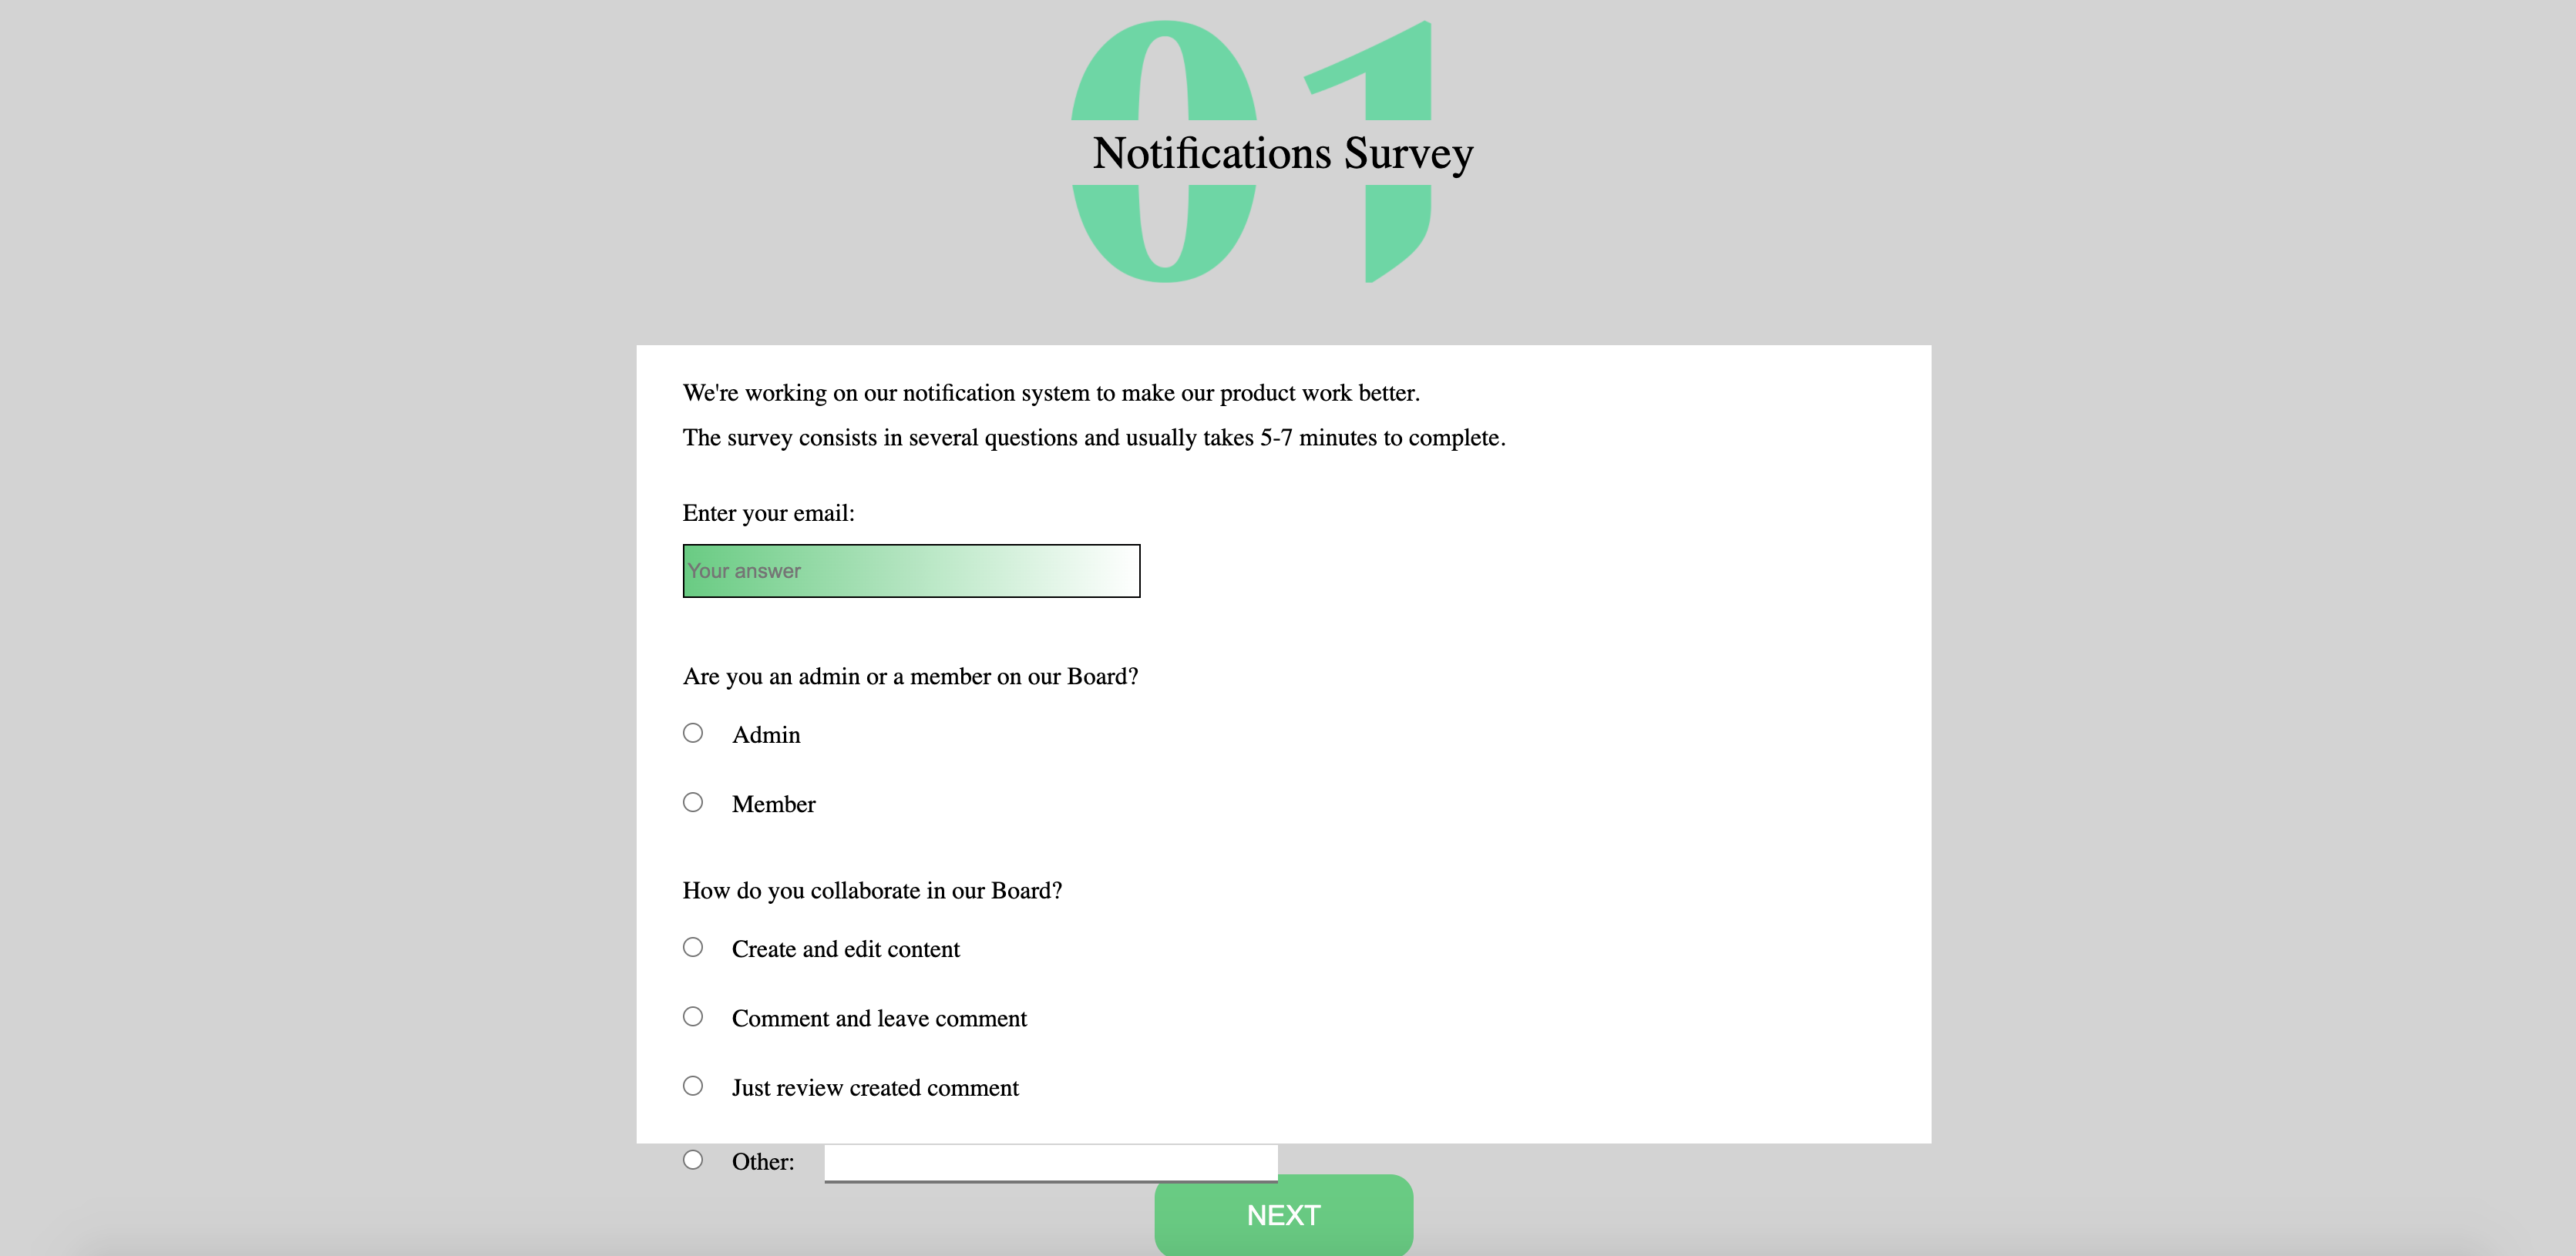 01
Notifications Survey
We're working on our notification system to make our product work better.
The survey consists in several questions and usually takes 5-7 minutes to complete.
Enter your email:
Your answer
Are you an admin or a member on our Board?
Admin
Member
How do you collaborate in our Board?
Create and edit content
Comment and leave comment
Just review created comment
Other:
NEXT